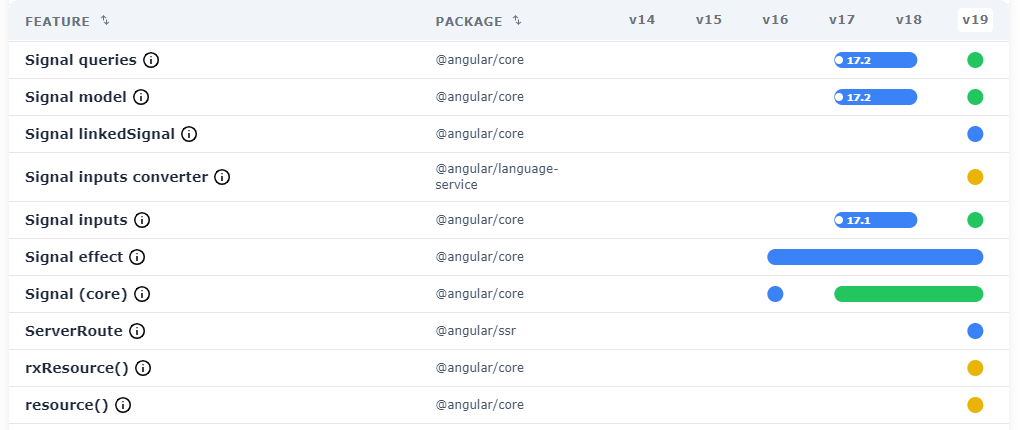 FEATURE PACKAGE v14 v15 v16 v17 v18 v19
Signal queries @angular/core 17.2
Signal model @angular/core 17.2
Signal linkedSignal @angular/core
Signal inputs converter @angular/language-
service
Signal inputs @angular/core 17.1
Signal effect @angular/core
Signal (core) @angular/core
ServerRoute @angular/ssr
rxResource() @angular/core
resource() @angular/core